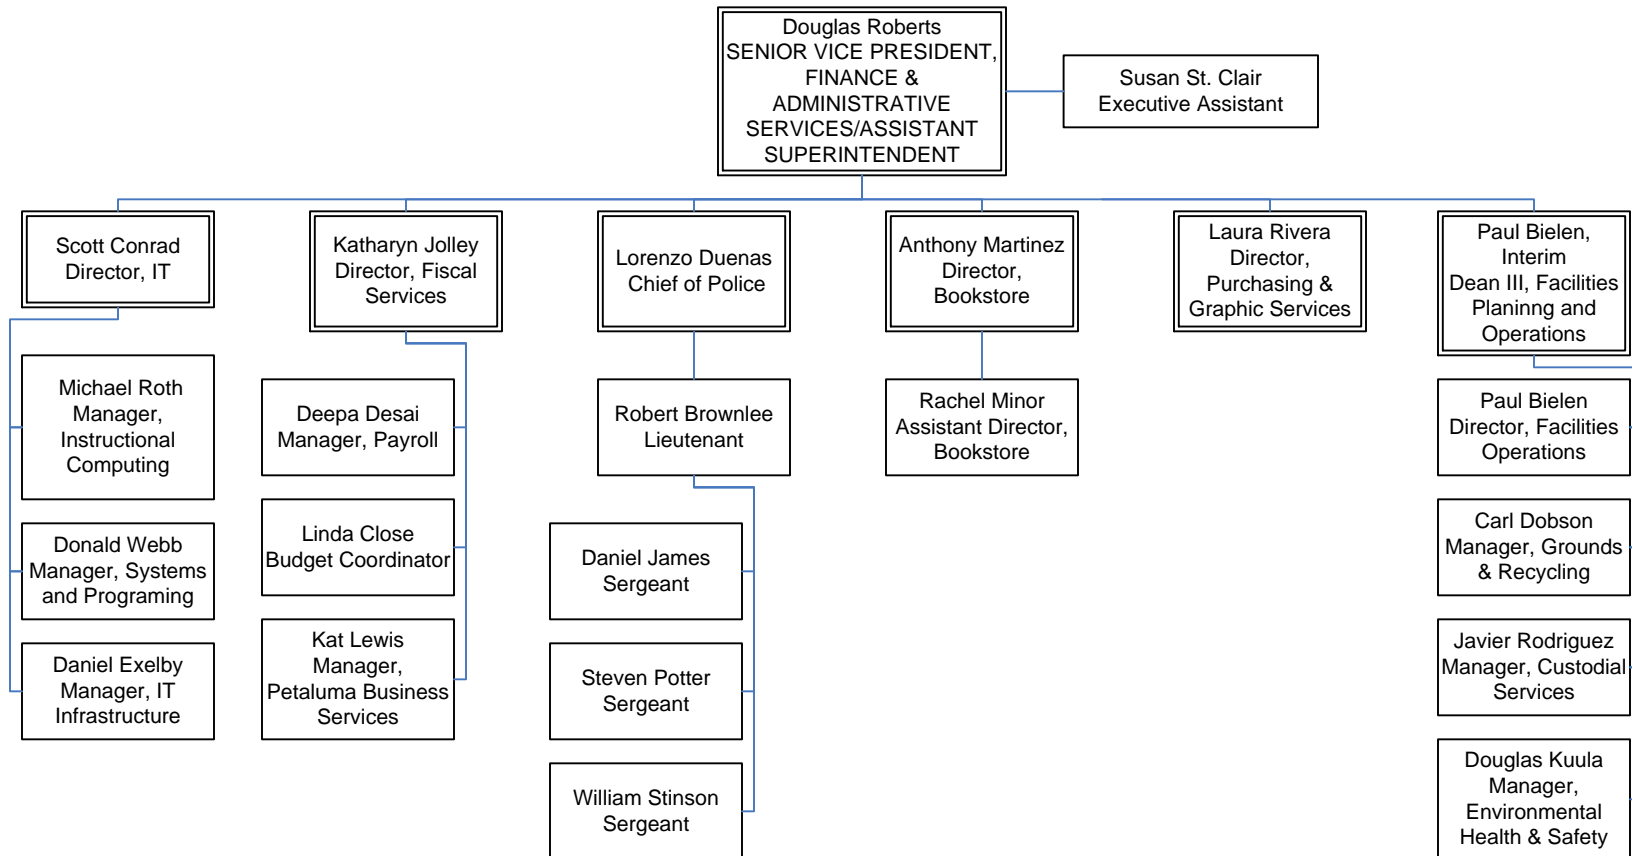 Douglas Roberts
SENIOR VICE PRESIDENT,
FINANCE &
ADMINISTRATIVE
SERVICES/ASSISTANT
SUPERINTENDENT
Susan St. Clair
Executive Assistant
Scott Conrad
Director, IT
Katharyn Jolley
Director, Fiscal
Services
Lorenzo Duenas
Chief of Police
Anthony Martinez
Director,
Bookstore
Laura Rivera
Director,
Purchasing &
Graphic Services
Paul Bielen,
Interim
Dean III, Facilities
Planinng and
Operations
Michael Roth
Manager,
Instructional
Computing
Donald Webb
Manager, Systems
and Programing
Daniel Exelby
Manager, IT
Infrastructure
Deepa Desai
Manager, Payroll
Linda Close
Budget Coordinator
Kat Lewis
Manager,
Petaluma Business
Services
Robert Brownlee
Lieutenant
Daniel James
Sergeant
Steven Potter
Sergeant
William Stinson
Sergeant
Rachel Minor
Assistant Director,
Bookstore
Paul Bielen
Director, Facilities
Operations
Carl Dobson
Manager, Grounds
& Recycling
Javier Rodriguez
Manager, Custodial
Services
Douglas Kuula
Manager,
Environmental
Health & Safety